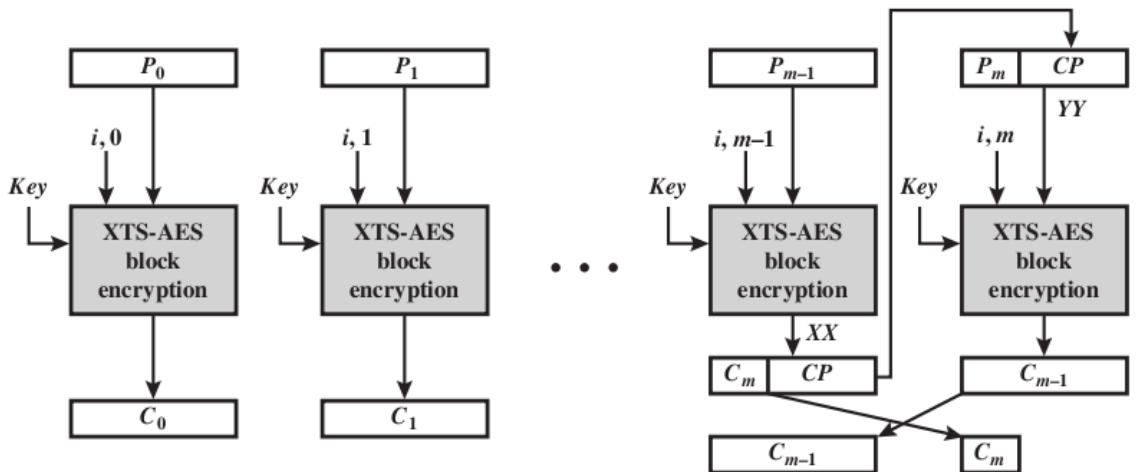 P0 P1 Pm–1 Pm CP
YY
i, 0 i, 1 i, m–1 i, m
Key Key Key Key
XTS-AES XTS-AES XTS-AES XTS-AES
block block • • • block block
encryption encryption encryption encryption
XX
Cm CP Cm–1
C0 C1
Cm–1 Cm